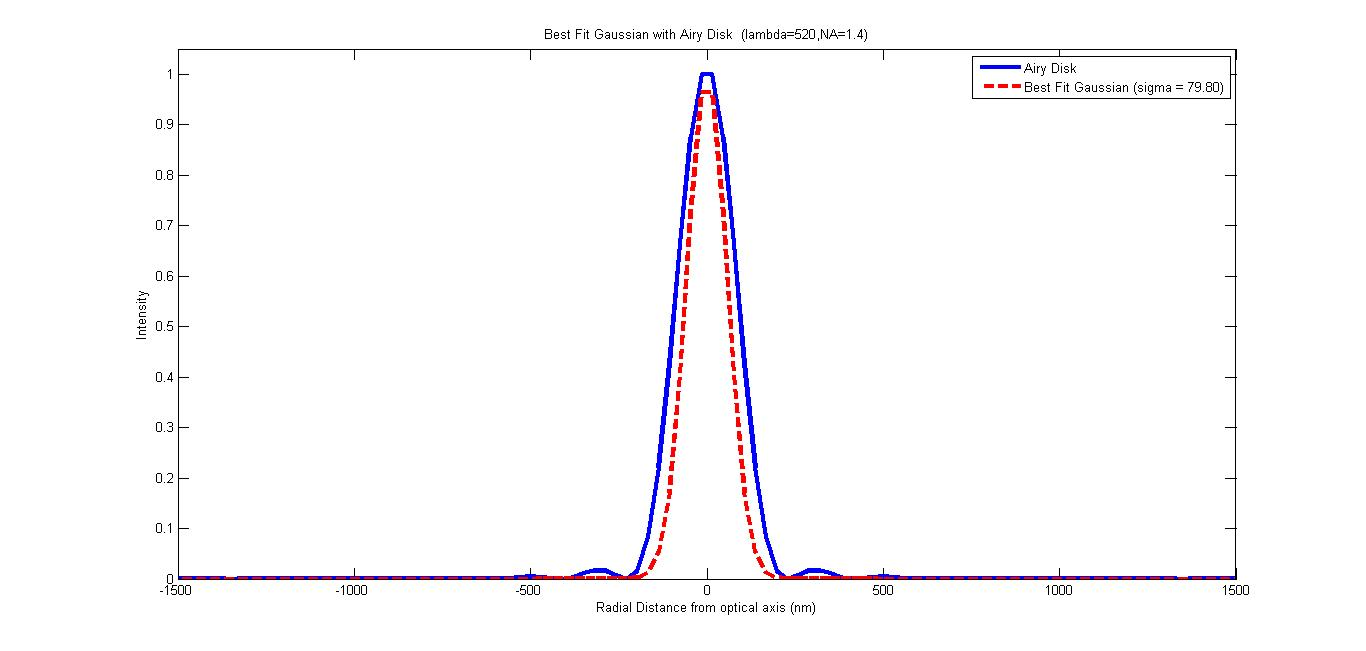 Best Fit Gaussian with Airy Disk  (lambda=520,NA=1.4)
Airy Disk
Best Fit Gaussian (sigma = 79.80)
1
0.9
0.8
0.7
0.6
0.5
0.4
0.3
0.2
0.1
0
Intensity
-1500 -1000 -500 0 500 1000 1500
Radial Distance from optical axis (nm)